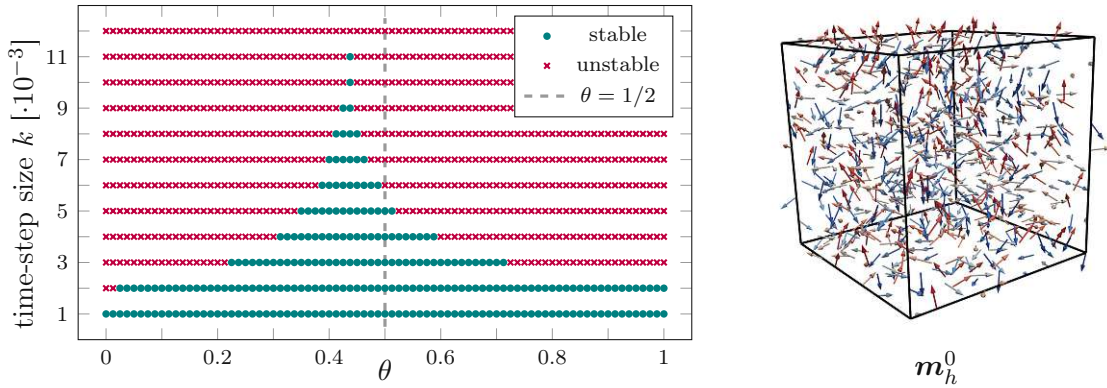 time-step size k [·10⁻³]
11
9
7
5
3
1
0
0.2
0.4
0.6
0.8
1
θ
stable
unstable
θ = 1/2
m⁰ₕ